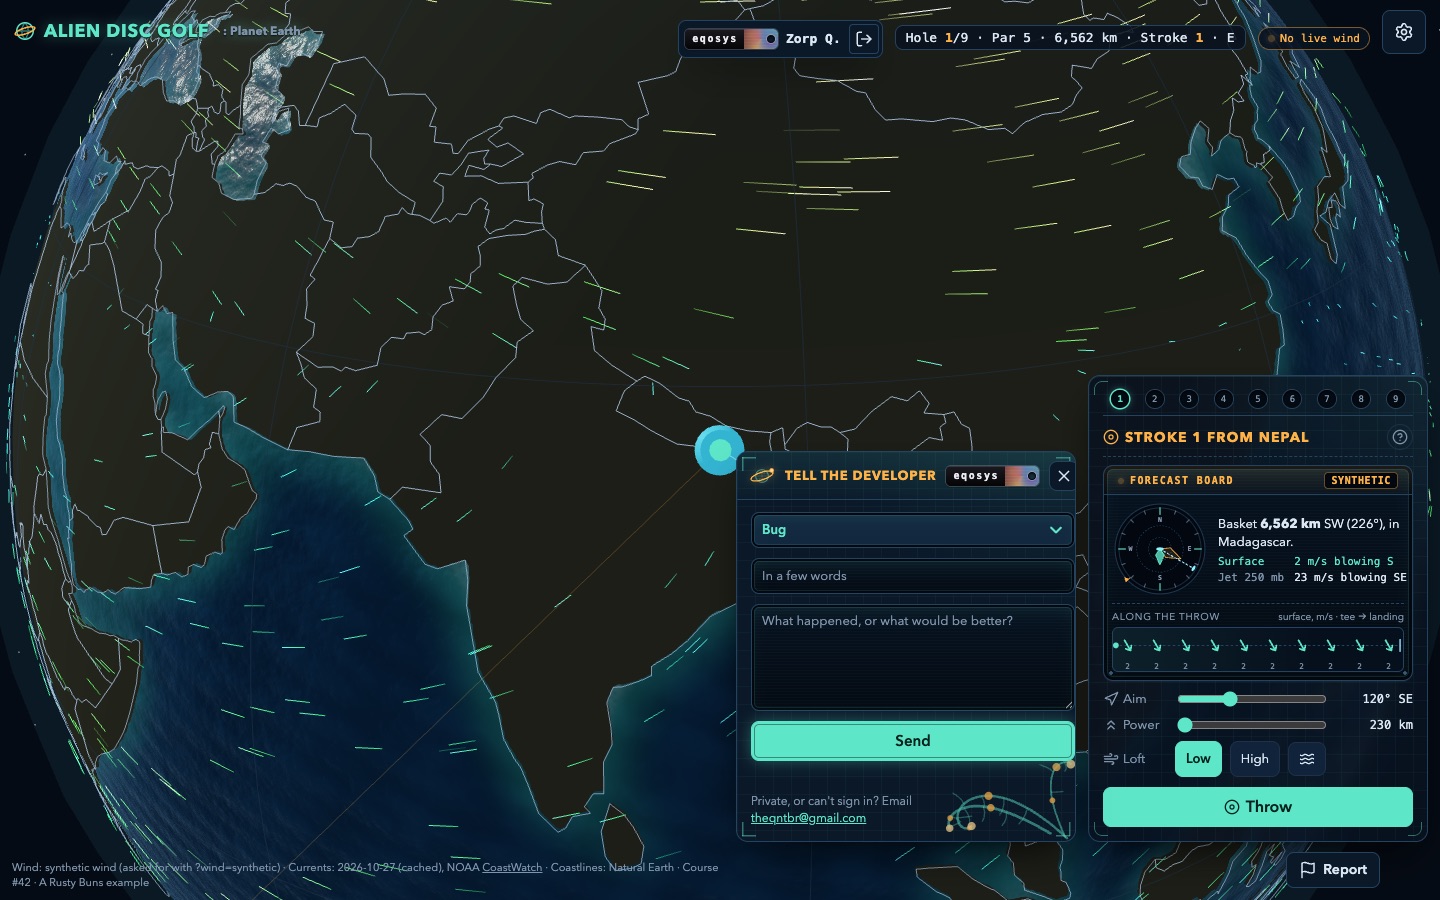 ALIEN DISC GOLF : Planet Earth
eqosys Zorp Q.
Hole 1/9 · Par 5 · 6,562 km · Stroke 1 · E
No live wind
1 2 3 4 5 6 7 8 9
STROKE 1 FROM NEPAL
FORECAST BOARD SYNTHETIC
N
W E
S
Basket 6,562 km SW (226°), in
Madagascar.
Surface 2 m/s blowing S
Jet 250 mb 23 m/s blowing SE
ALONG THE THROW surface, m/s · tee → landing
2 2 2 2 2 2 2 2 2 2
Aim 120° SE
Power 230 km
Loft Low High
Throw
TELL THE DEVELOPER eqosys
Bug
In a few words
What happened, or what would be better?
Send
Private, or can't sign in? Email
theqntbr@gmail.com
Wind: synthetic wind (asked for with ?wind=synthetic) · Currents: 2026-10-27 (cached), NOAA CoastWatch · Coastlines: Natural Earth · Course
#42 · A Rusty Buns example
Report